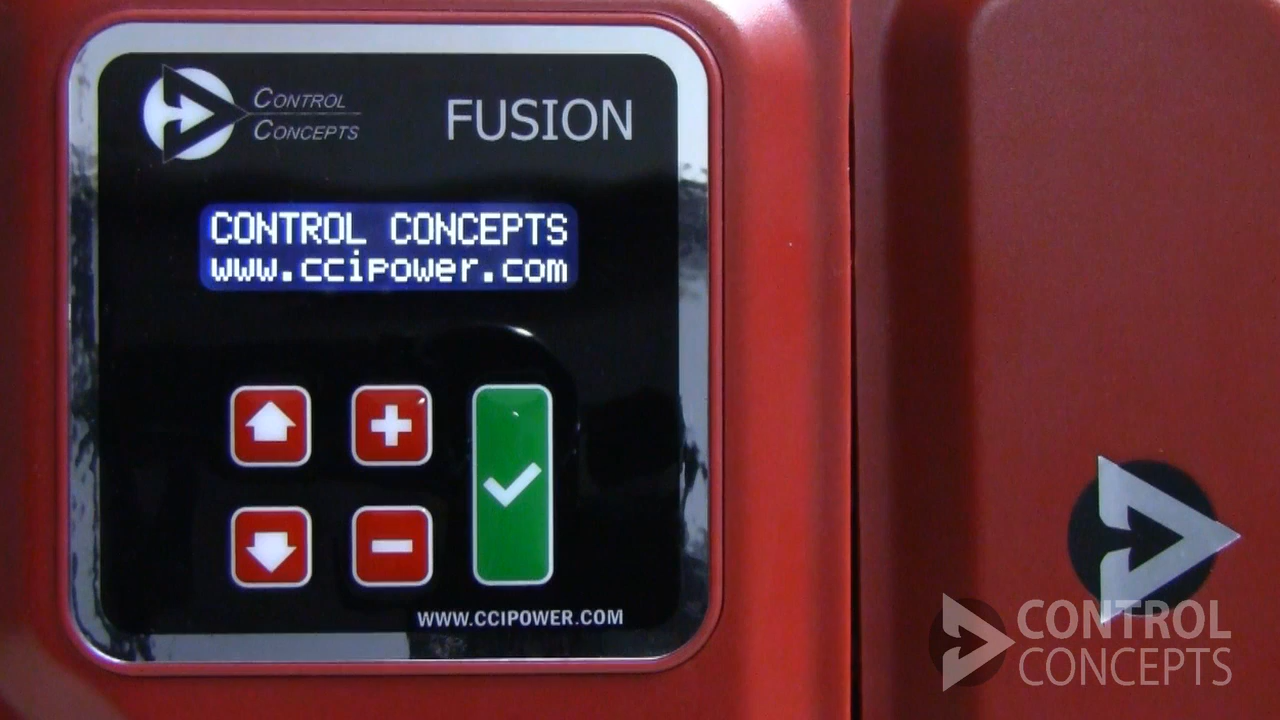 CONTROL
CONCEPTS
FUSION
CONTROL CONCEPTS
www.ccipower.com
WWW.CCIPOWER.COM
CONTROL
CONCEPTS